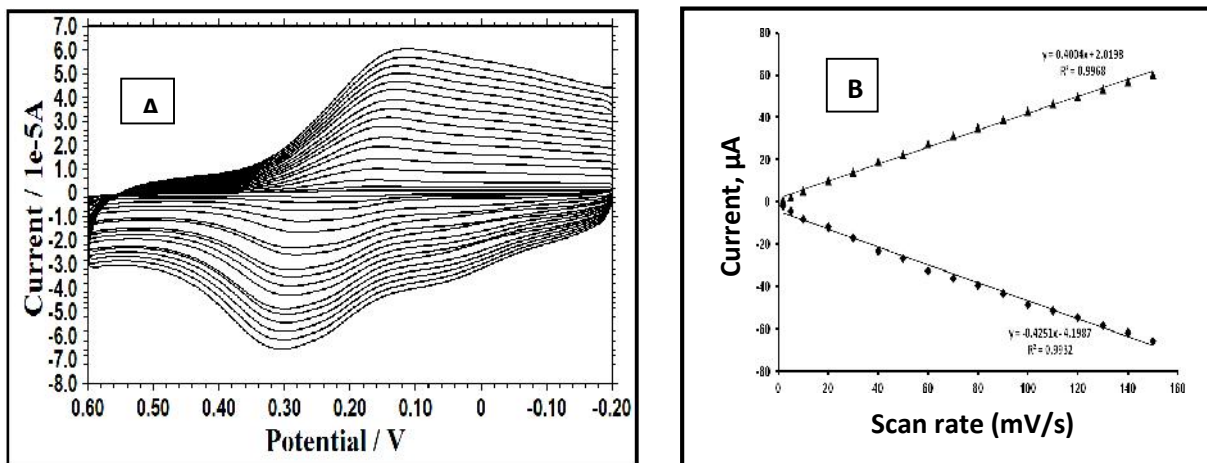 Δ
Current / 1e-5A
7.0
6.0
5.0
4.0
3.0
2.0
1.0
0
-1.0
-2.0
-3.0
-4.0
-5.0
-6.0
-7.0
-8.0
0.60 0.50 0.40 0.30 0.20 0.10 0 -0.10 -0.20
Potential / V
B
Current, µA
80
60
40
20
0
-20
-40
-60
-80
y = 0.4004x + 2.0198
R² = 0.9968
y = -0.4251x - 4.1987
R² = 0.9932
0 20 40 60 80 100 120 140 160
Scan rate (mV/s)